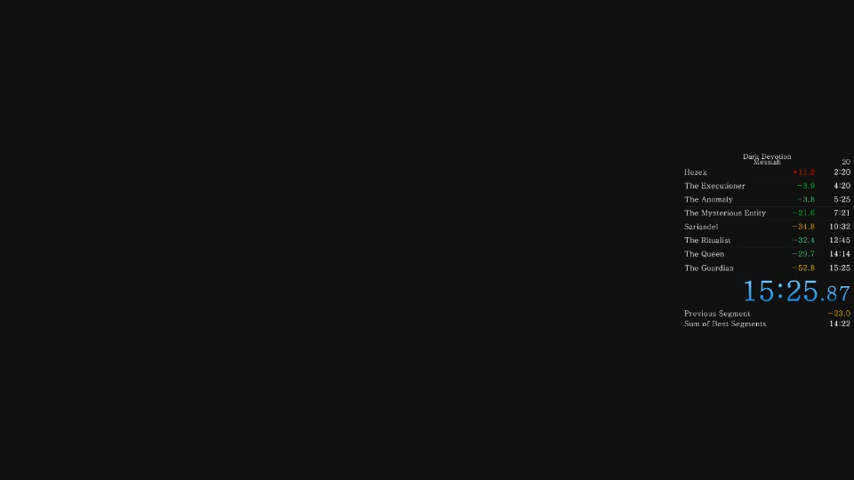 Dark Devotion
Messiah 20
Hezek +11.2 2:20
The Executioner −3.9 4:20
The Anomaly −3.8 5:25
The Mysterious Entity −21.6 7:21
Sariandel −34.8 10:32
The Ritualist −32.4 12:45
The Queen −29.7 14:14
The Guardian −52.8 15:25
15:25.87
Previous Segment −23.0
Sum of Best Segments 14:22